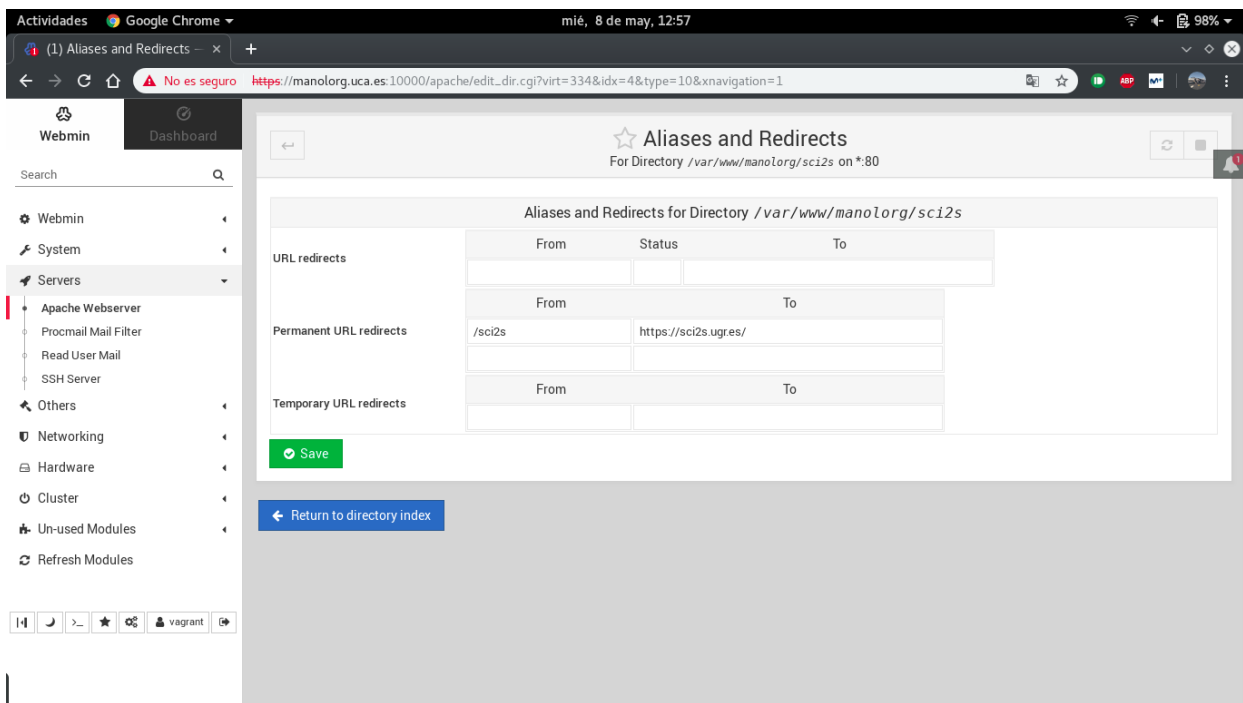 Actividades Google Chrome mié, 8 de may, 12:57 98%
(1) Aliases and Redirects –
No es seguro https://manolorg.uca.es:10000/apache/edit_dir.cgi?virt=334&idx=4&type=10&xnavigation=1 ABP
Webmin Dashboard
Aliases and Redirects
For Directory /var/www/manolorg/sci2s on *:80
1
Search
Aliases and Redirects for Directory /var/www/manolorg/sci2s
Webmin
System
Servers
Apache Webserver
Procmail Mail Filter
Read User Mail
SSH Server
Others
Networking
Hardware
Cluster
Un-used Modules
Refresh Modules
vagrant
From Status To
URL redirects
From To
Permanent URL redirects /sci2s https://sci2s.ugr.es/
From To
Temporary URL redirects
Save
Return to directory index